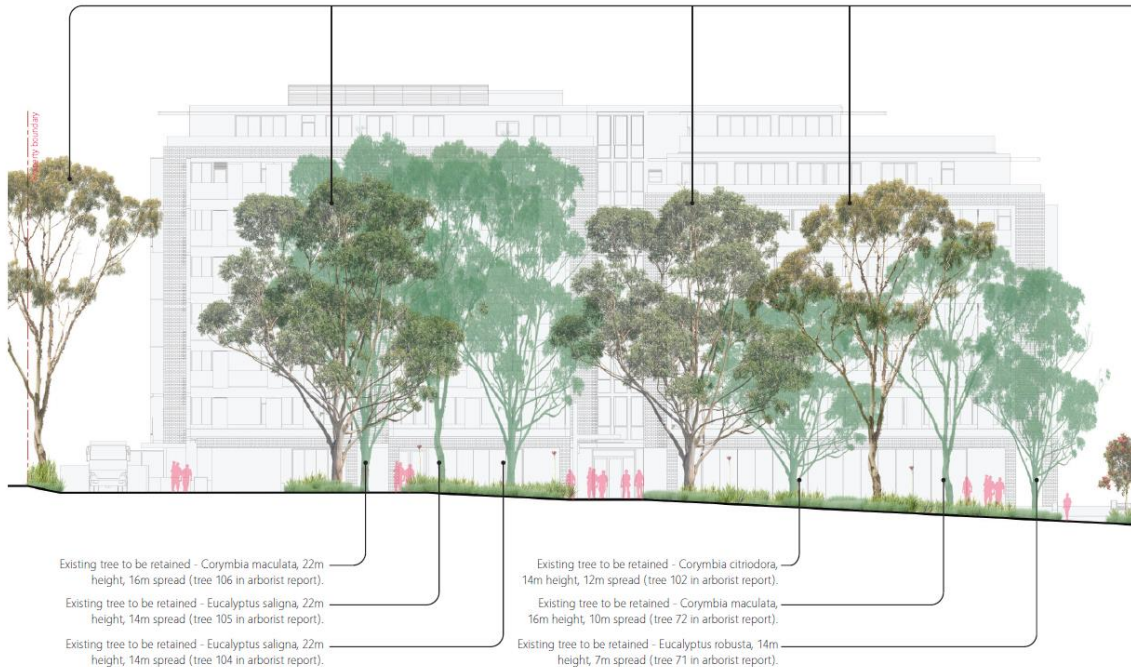 property boundary
Existing tree to be retained - Corymbia maculata, 22m
height, 16m spread (tree 106 in arborist report).
Existing tree to be retained - Eucalyptus saligna, 22m
height, 14m spread (tree 105 in arborist report).
Existing tree to be retained - Eucalyptus saligna, 22m
height, 14m spread (tree 104 in arborist report).
Existing tree to be retained - Corymbia citriodora,
14m height, 12m spread (tree 102 in arborist report).
Existing tree to be retained - Corymbia maculata,
16m height, 10m spread (tree 72 in arborist report).
Existing tree to be retained - Eucalyptus robusta, 14m
height, 7m spread (tree 71 in arborist report).